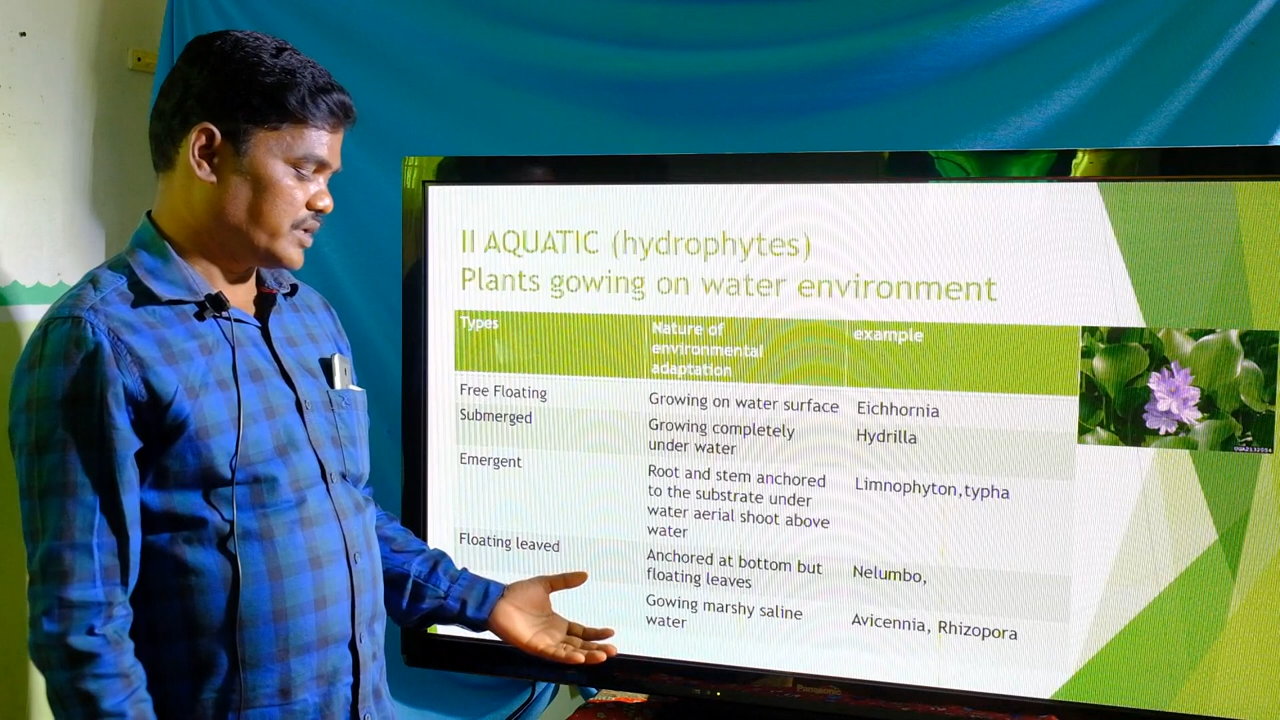 II AQUATIC (hydrophytes)
Plants gowing on water environment
Types
Nature of
environmental
adaptation
example
Free Floating
Growing on water surface
Eichhornia
Submerged
Growing completely
under water
Hydrilla
Emergent
Root and stem anchored
to the substrate under
water aerial shoot above
water
Limnophyton,typha
Floating leaved
Anchored at bottom but
floating leaves
Nelumbo,
Gowing marshy saline
water
Avicennia, Rhizopora
Panasonic